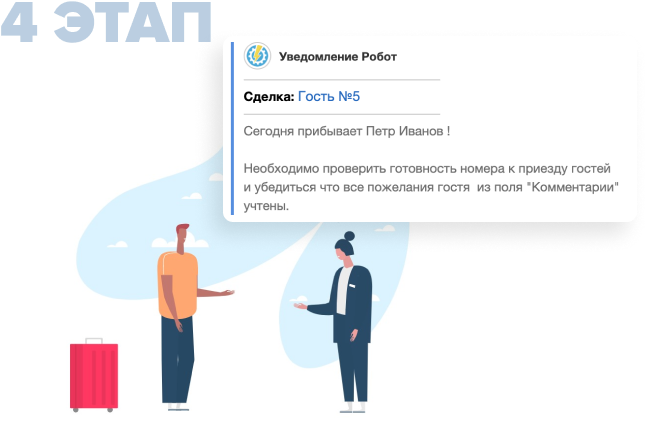 4 ЭТАП
Уведомление Робот
Сделка: Гость №5
Сегодня прибывает Петр Иванов !
Необходимо проверить готовность номера к приезду гостей
и убедиться что все пожелания гостя из поля "Комментарии"
учтены.